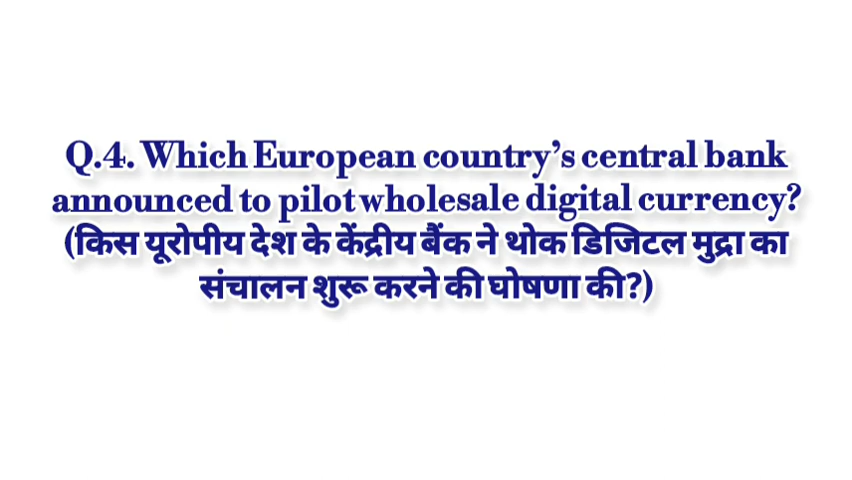 Q.4. Which European country’s central bank
announced to pilot wholesale digital currency?
(किस यूरोपीय देश के केंद्रीय बैंक ने थोक डिजिटल मुद्रा का
संचालन शुरू करने की घोषणा की?)